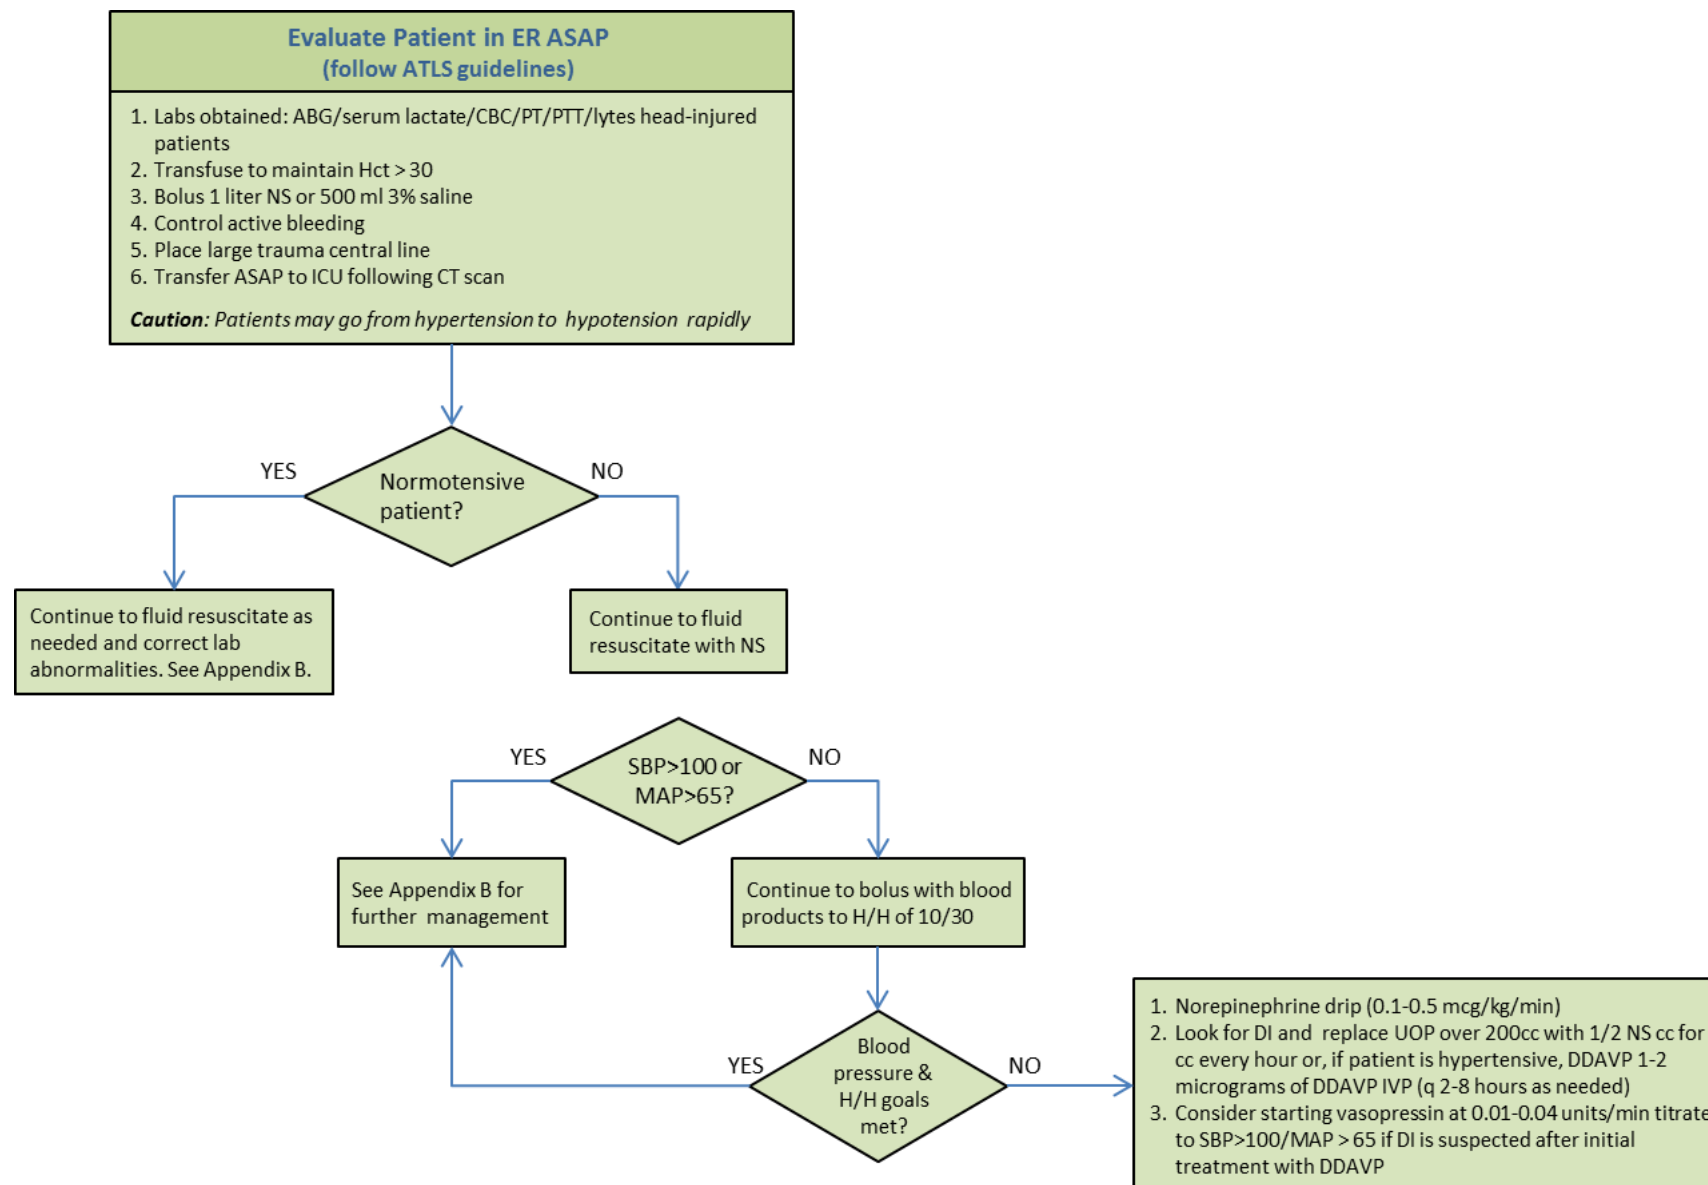 Evaluate Patient in ER ASAP
(follow ATLS guidelines)
1. Labs obtained: ABG/serum lactate/CBC/PT/PTT/lytes head-injured
patients
2. Transfuse to maintain Hct > 30
3. Bolus 1 liter NS or 500 ml 3% saline
4. Control active bleeding
5. Place large trauma central line
6. Transfer ASAP to ICU following CT scan
Caution: Patients may go from hypertension to hypotension rapidly
YES
Normotensive
patient?
NO
Continue to fluid resuscitate as
needed and correct lab
abnormalities. See Appendix B.
Continue to fluid
resuscitate with NS
YES
SBP>100 or
MAP>65?
NO
See Appendix B for
further management
Continue to bolus with blood
products to H/H of 10/30
YES
Blood
pressure &
H/H goals
met?
NO
1. Norepinephrine drip (0.1-0.5 mcg/kg/min)
2. Look for DI and replace UOP over 200cc with 1/2 NS cc for
cc every hour or, if patient is hypertensive, DDAVP 1-2
micrograms of DDAVP IVP (q 2-8 hours as needed)
3. Consider starting vasopressin at 0.01-0.04 units/min titrate
to SBP>100/MAP > 65 if DI is suspected after initial
treatment with DDAVP